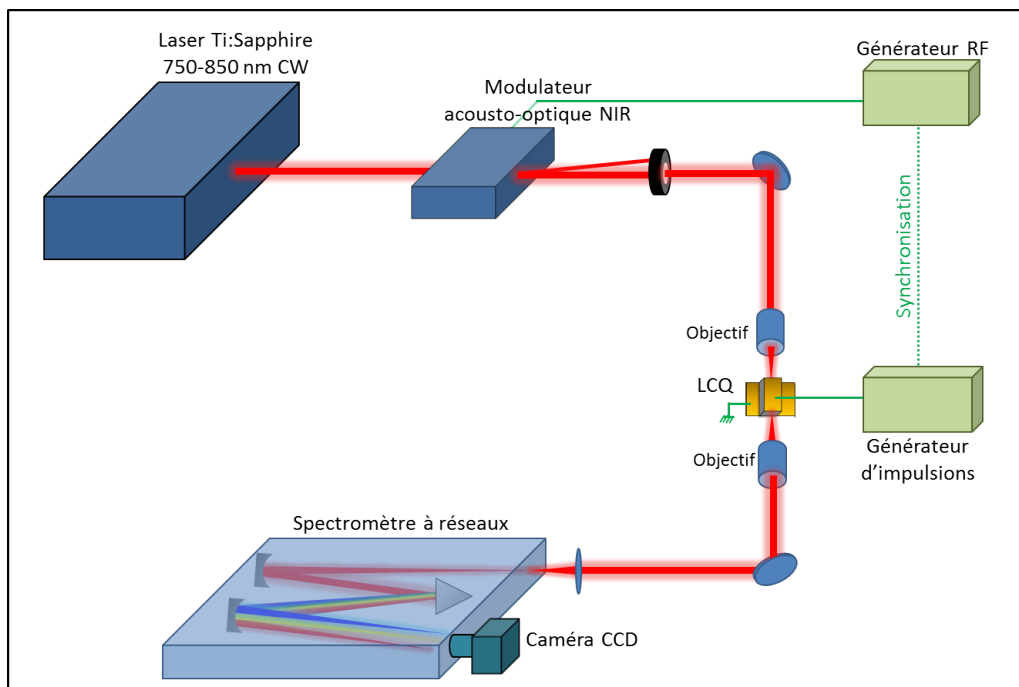 Laser Ti:Sapphire
750-850 nm CW
Modulateur
acousto-optique NIR
Générateur RF
Synchronisation
Objectif
LCQ
Objectif
Générateur
d'impulsions
Spectromètre à réseaux
Caméra CCD